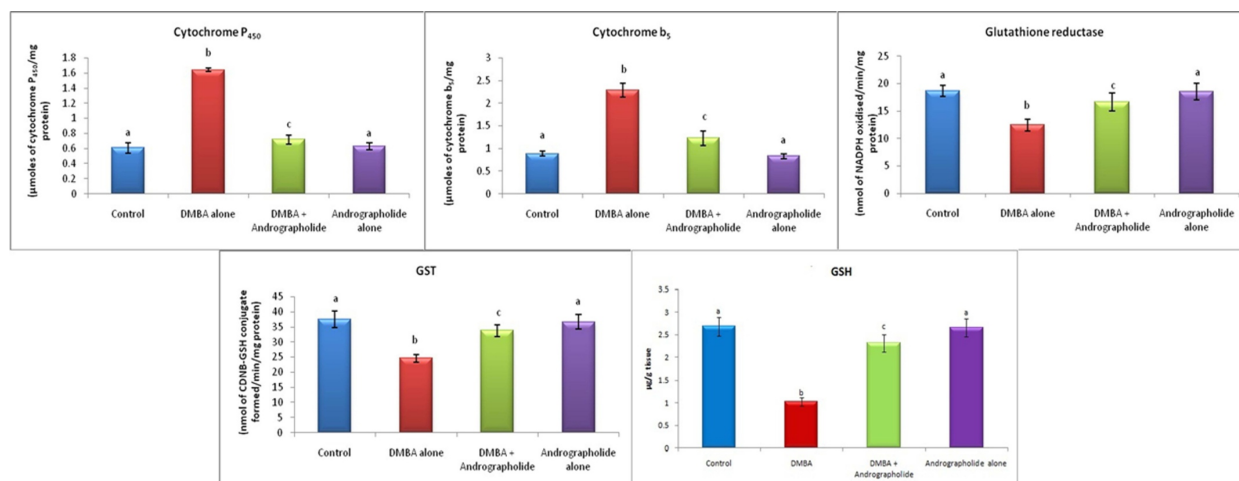 Cytochrome P450
(µmoles of cytochrome P450/mg
protein)
1.8
1.6
1.4
1.2
1
0.8
0.6
0.4
0.2
0
a
b
c
a
Control
DMBA alone
DMBA +
Andrographolide
Andrographolide
alone
Cytochrome b5
(µmoles of cytochrome b5/mg
protein)
3
2.5
2
1.5
1
0.5
0
a
b
c
a
Control
DMBA alone
DMBA +
Andrographolide
Andrographolide
alone
Glutathione reductase
(nmol of NADPH oxidised/min/mg
protein)
25
20
15
10
5
0
a
b
c
a
Control
DMBA alone
DMBA +
Andrographolide
Andrographolide
alone
GST
(nmol of CDNB-GSH conjugate
formed/min/mg protein)
45
40
35
30
25
20
15
10
5
0
a
b
c
a
Control
DMBA alone
DMBA +
Andrographolide
Andrographolide
alone
GSH
µg/g tissue
3.5
3
2.5
2
1.5
1
0.5
0
a
b
c
a
Control
DMBA
DMBA +
Andrographolide
Andrographolide alone